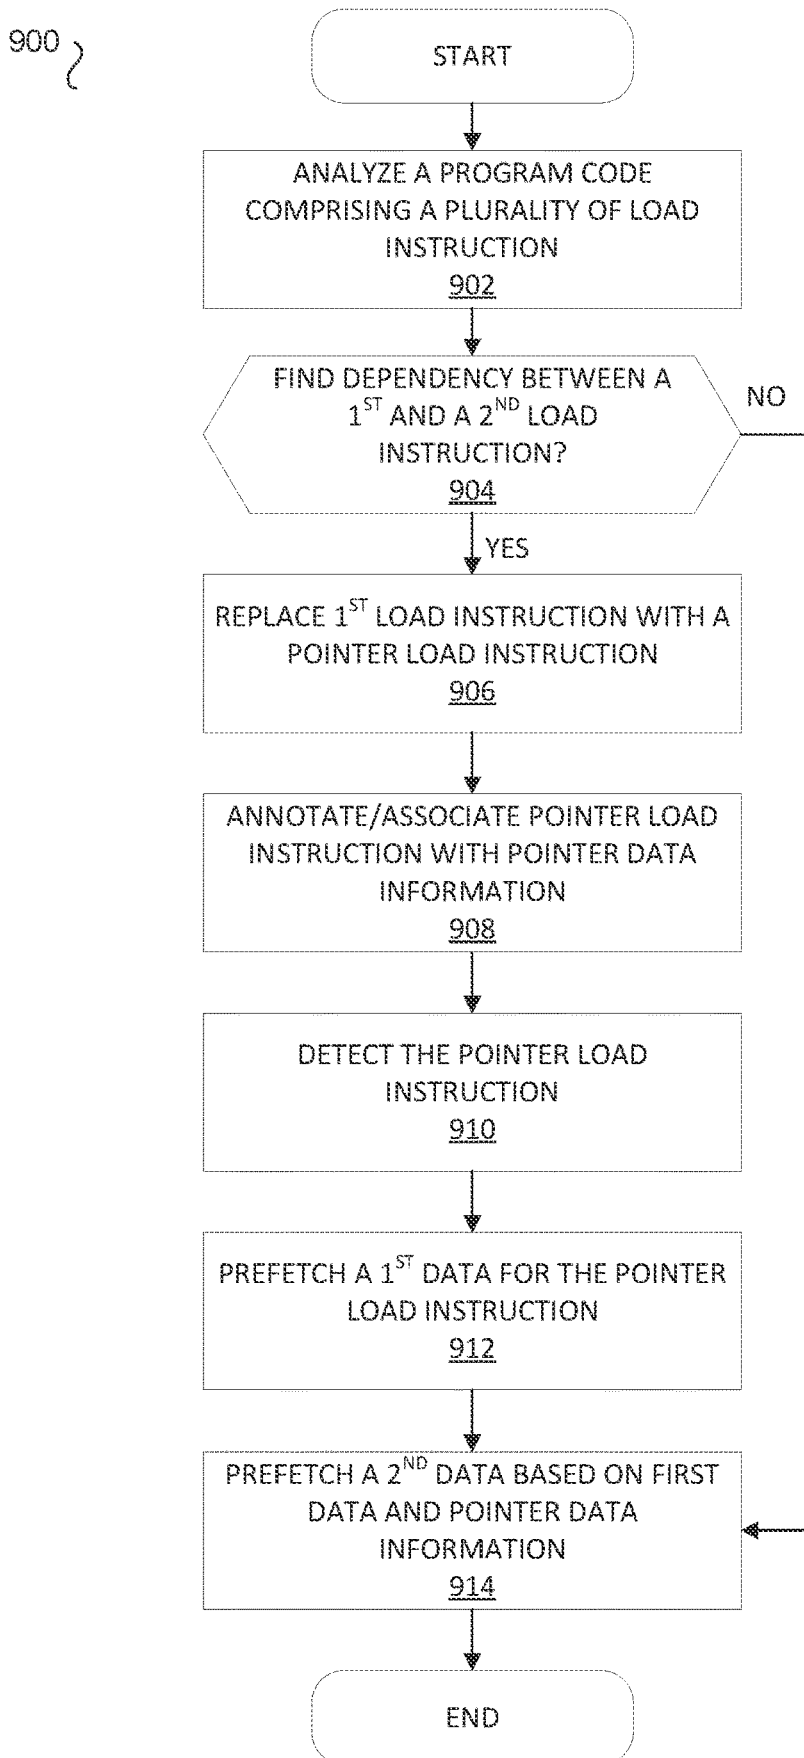 900
START
ANALYZE A PROGRAM CODE
COMPRISING A PLURALITY OF LOAD
INSTRUCTION
902
FIND DEPENDENCY BETWEEN A
1ST AND A 2ND LOAD
INSTRUCTION?
904
NO
YES
REPLACE 1ST LOAD INSTRUCTION WITH A
POINTER LOAD INSTRUCTION
906
ANNOTATE/ASSOCIATE POINTER LOAD
INSTRUCTION WITH POINTER DATA
INFORMATION
908
DETECT THE POINTER LOAD
INSTRUCTION
910
PREFETCH A 1ST DATA FOR THE POINTER
LOAD INSTRUCTION
912
PREFETCH A 2ND DATA BASED ON FIRST
DATA AND POINTER DATA
INFORMATION
914
END